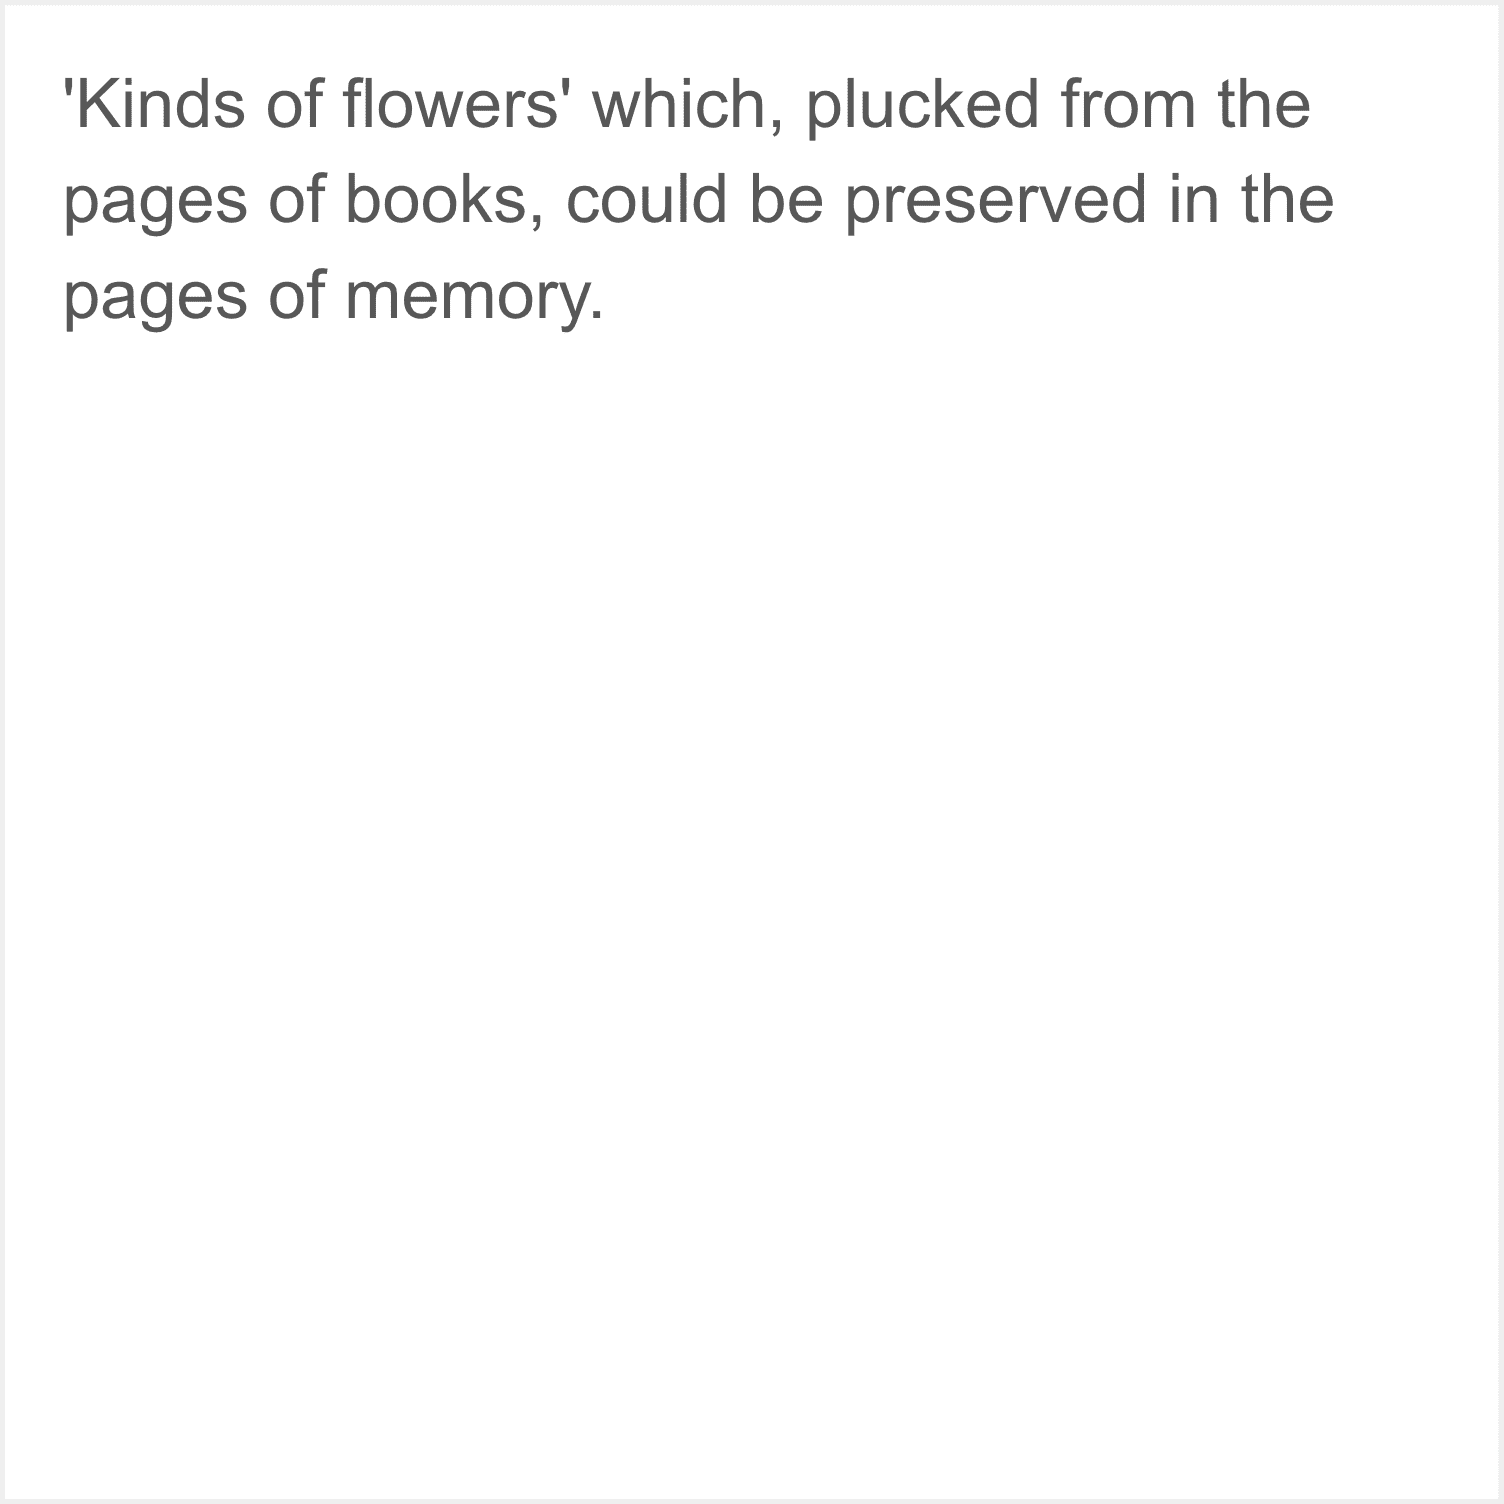 'Kinds of flowers' which, plucked from the
pages of books, could be preserved in the
pages of memory.